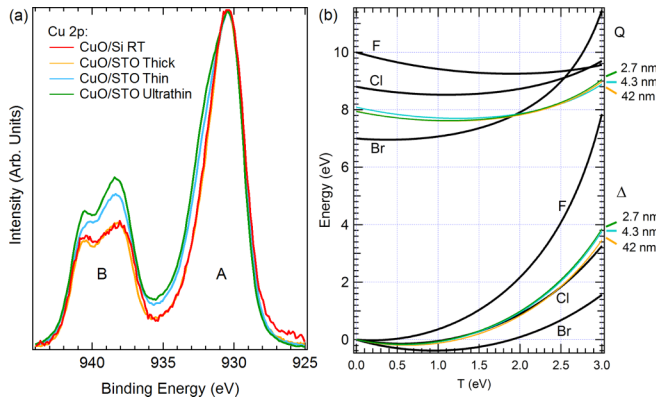 (a)
Cu 2p:
CuO/Si RT
CuO/STO Thick
CuO/STO Thin
CuO/STO Ultrathin
B
A
Intensity (Arb. Units)
940
935
930
925
Binding Energy (eV)
(b)
Q
F
Cl
Br
2.7 nm
4.3 nm
42 nm
F
Δ
2.7 nm
4.3 nm
42 nm
Cl
Br
Energy (eV)
10
8
6
4
2
0
0.0
0.5
1.0
1.5
2.0
2.5
3.0
T (eV)